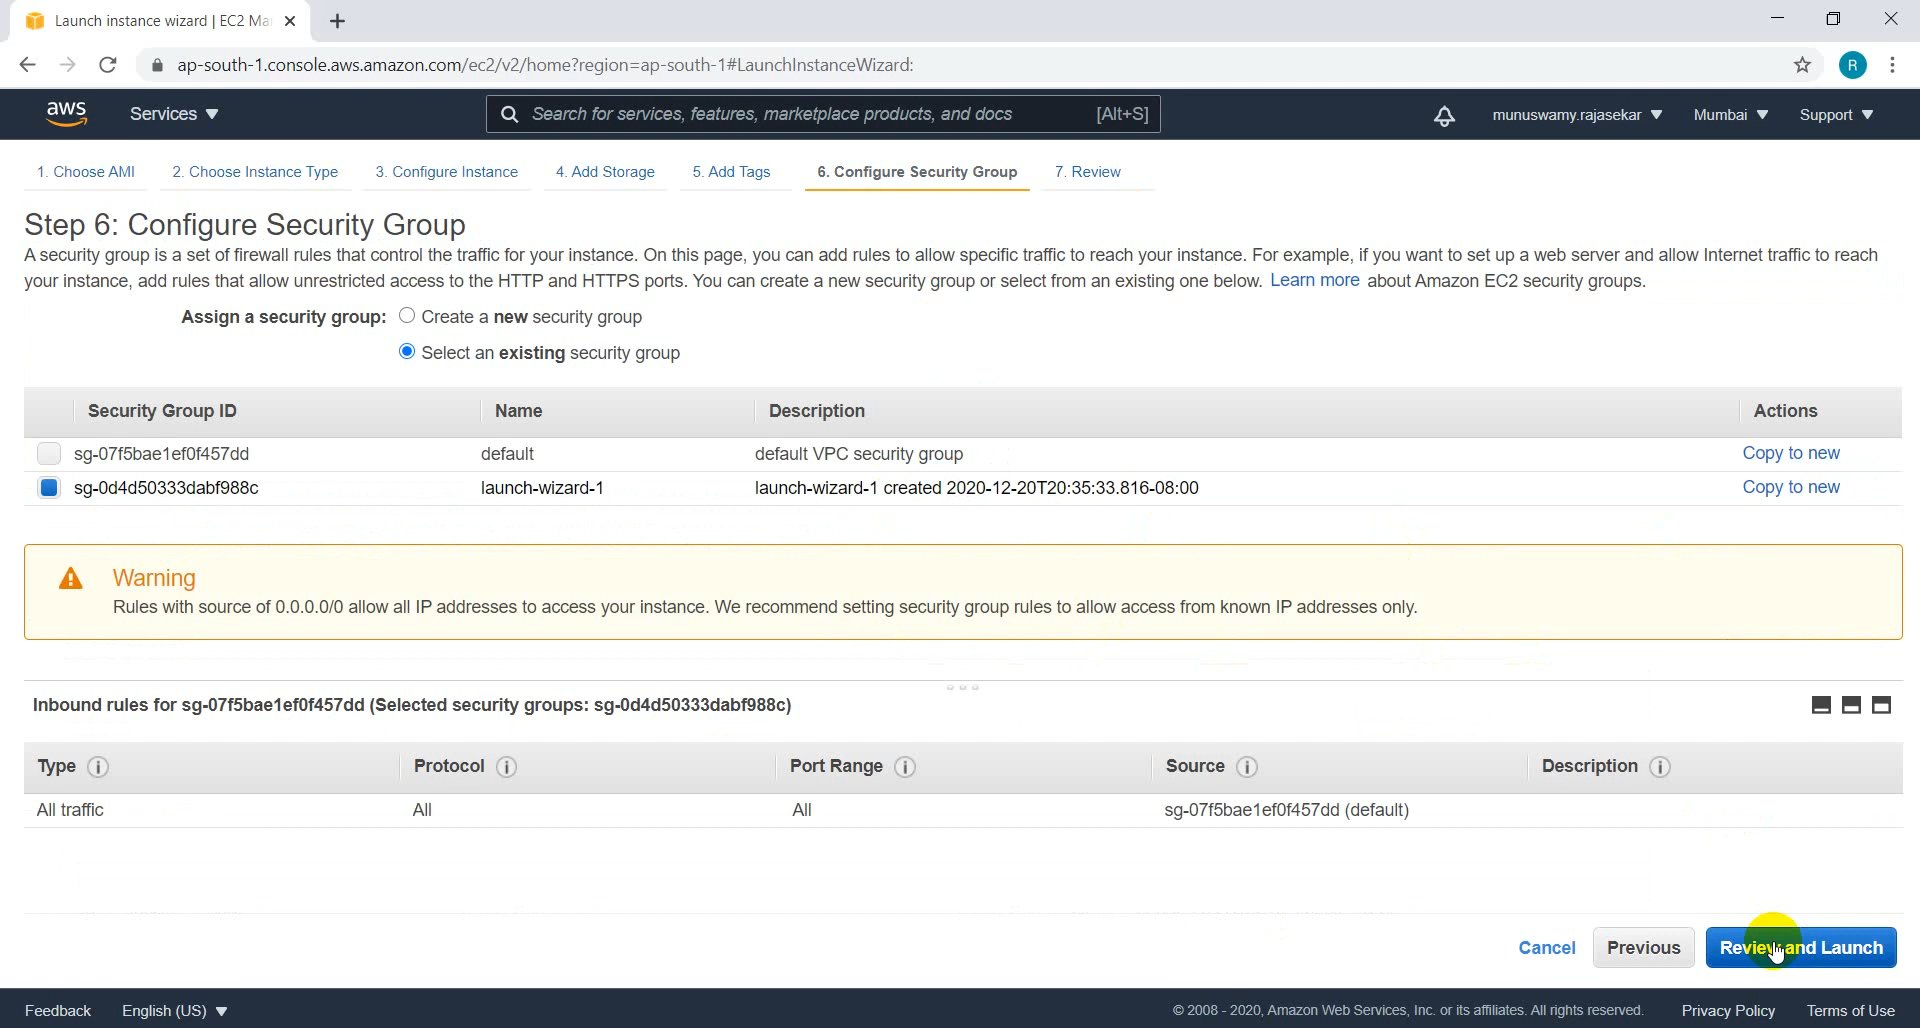 Launch instance wizard | EC2 Ma
ap-south-1.console.aws.amazon.com/ec2/v2/home?region=ap-south-1#LaunchInstanceWizard:
R
aws
Services
Search for services, features, marketplace products, and docs [Alt+S]
munuswamy.rajasekar
Mumbai
Support
1. Choose AMI
2. Choose Instance Type
3. Configure Instance
4. Add Storage
5. Add Tags
6. Configure Security Group
7. Review
Step 6: Configure Security Group
A security group is a set of firewall rules that control the traffic for your instance. On this page, you can add rules to allow specific traffic to reach your instance. For example, if you want to set up a web server and allow Internet traffic to reach
your instance, add rules that allow unrestricted access to the HTTP and HTTPS ports. You can create a new security group or select from an existing one below. Learn more about Amazon EC2 security groups.
Assign a security group: Create a new security group
Select an existing security group
Security Group ID Name Description Actions
sg-07f5bae1ef0f457dd default default VPC security group Copy to new
sg-0d4d50333dabf988c launch-wizard-1 launch-wizard-1 created 2020-12-20T20:35:33.816-08:00 Copy to new
Warning
Rules with source of 0.0.0.0/0 allow all IP addresses to access your instance. We recommend setting security group rules to allow access from known IP addresses only.
Inbound rules for sg-07f5bae1ef0f457dd (Selected security groups: sg-0d4d50333dabf988c)
Type Protocol Port Range Source Description
All traffic All All sg-07f5bae1ef0f457dd (default)
Cancel Previous Review and Launch
Feedback English (US) © 2008 - 2020, Amazon Web Services, Inc. or its affiliates. All rights reserved. Privacy Policy Terms of Use